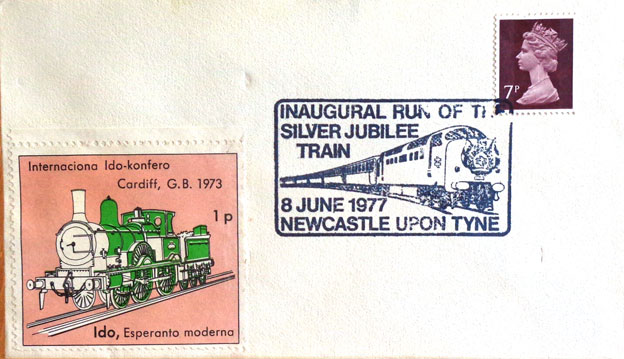 7P
INAUGURAL RUN OF THE
SILVER JUBILEE
TRAIN
8 JUNE 1977
NEWCASTLE UPON TYNE
Internaciona Ido-konfero
Cardiff, G.B. 1973
1 p
Ido, Esperanto moderna